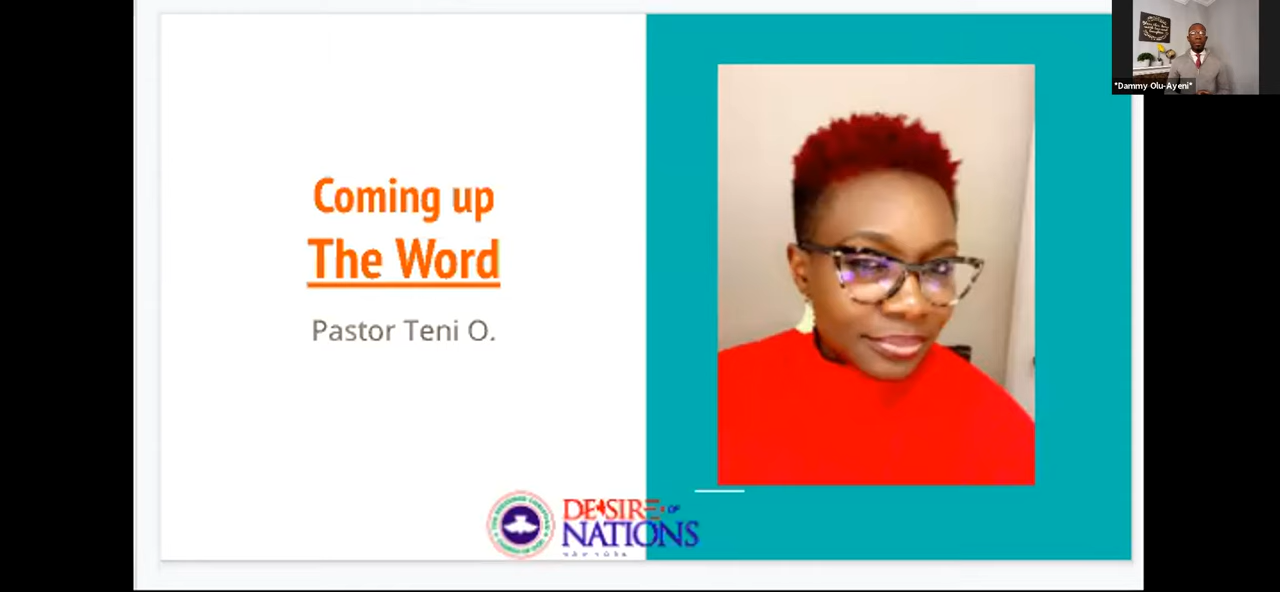 Coming up
The Word
Pastor Teni O.
DESIRE OF
NATIONS
"Dammy Olu-Ayeni"